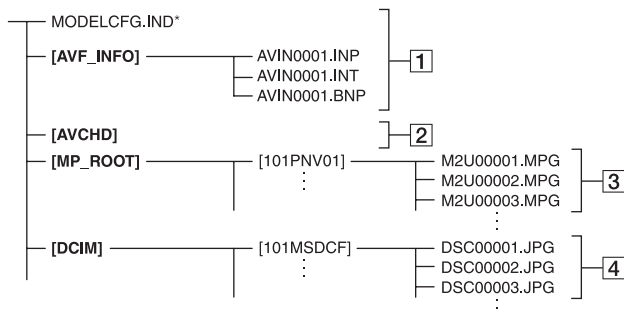 MODELCFG.IND*
[AVF_INFO] AVIN0001.INP
AVIN0001.INT
AVIN0001.BNP
1
[AVCHD] 2
[MP_ROOT] [101PNV01] M2U00001.MPG
M2U00002.MPG
M2U00003.MPG
3
[DCIM] [101MSDCF] DSC00001.JPG
DSC00002.JPG
DSC00003.JPG
4